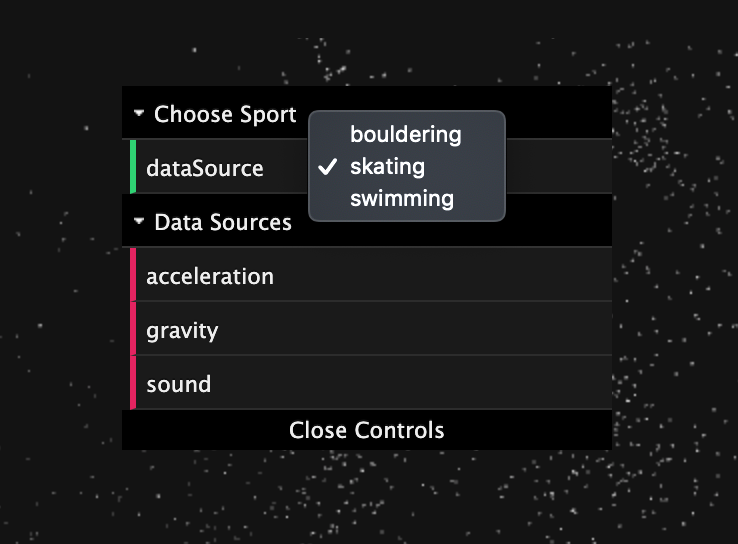 Choose Sport
bouldering
dataSource
skating
swimming
Data Sources
acceleration
gravity
sound
Close Controls